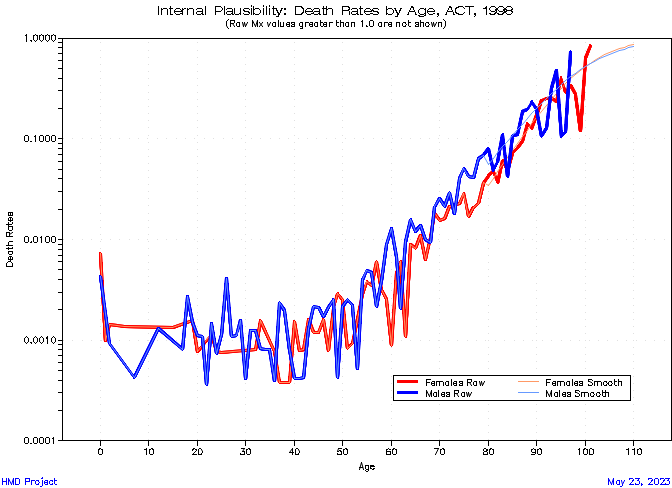 Internal Plausibility: Death Rates by Age, ACT, 1998
(Raw Mx values greater than 1.0 are not shown)
1.0000
0.1000
0.0100
0.0010
0.0001
Death Rates
Females Raw
Females Smooth
Males Raw
Males Smooth
0 10 20 30 40 50 60 70 80 90 100 110
Age
HMD Project
May 23, 2023